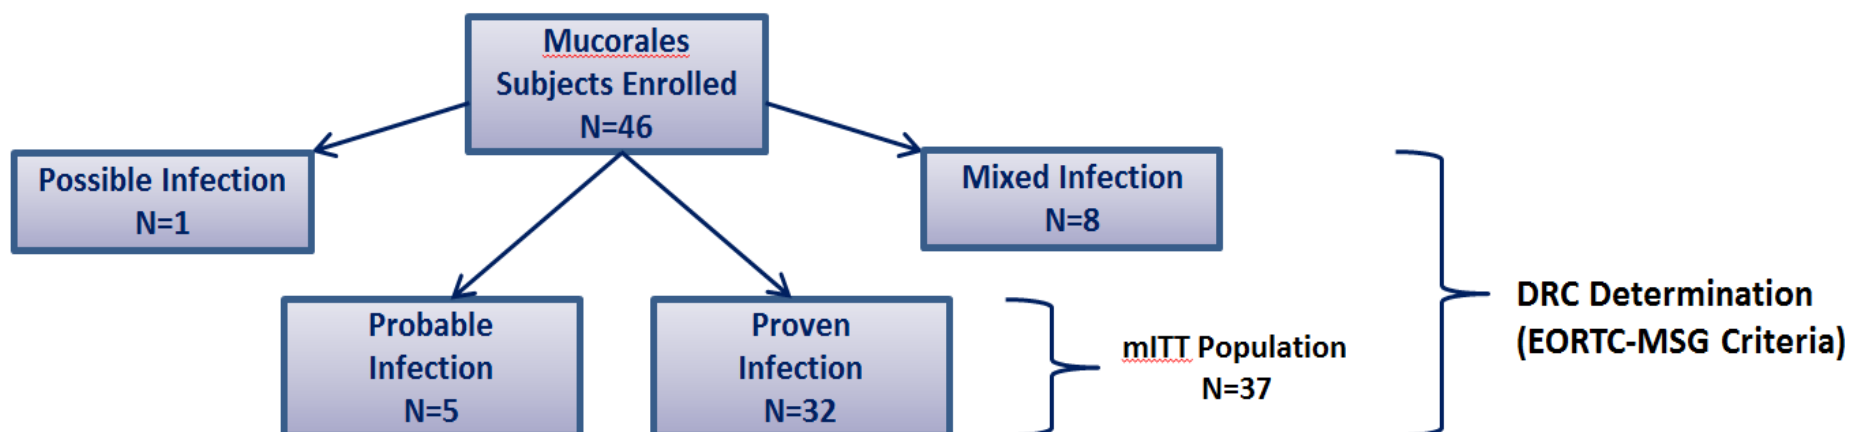 Mucorales
Subjects Enrolled
N=46
Possible Infection
N=1
Mixed Infection
N=8
Probable
Infection
N=5
Proven
Infection
N=32
mITT Population
N=37
DRC Determination
(EORTC-MSG Criteria)